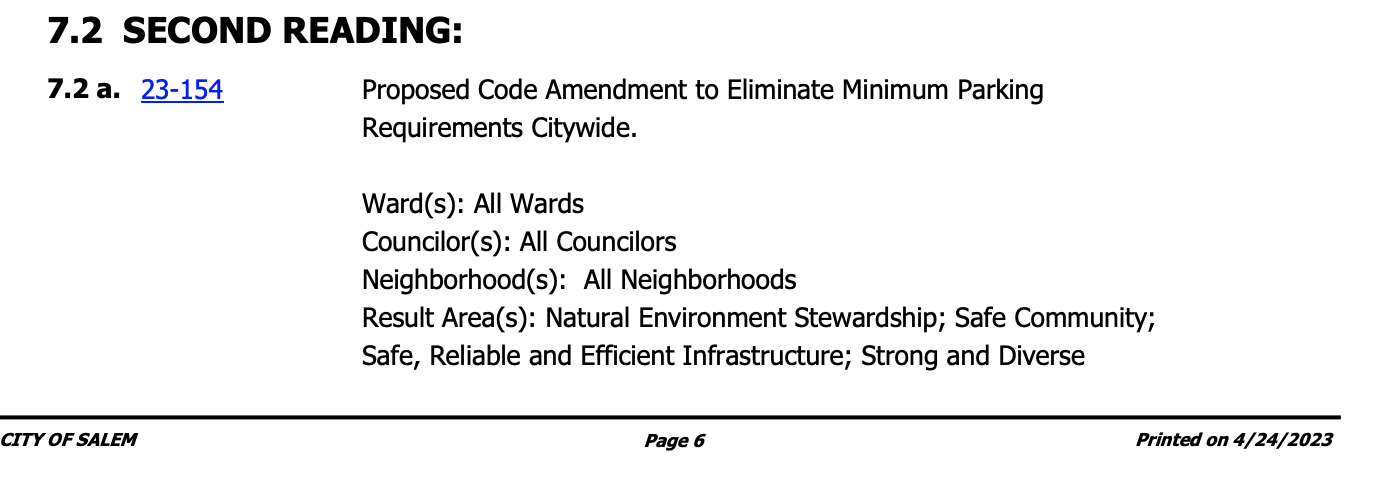 7.2 SECOND READING:
7.2 a. 23-154 Proposed Code Amendment to Eliminate Minimum Parking
Requirements Citywide.
Ward(s): All Wards
Councilor(s): All Councilors
Neighborhood(s): All Neighborhoods
Result Area(s): Natural Environment Stewardship; Safe Community;
Safe, Reliable and Efficient Infrastructure; Strong and Diverse
CITY OF SALEM Page 6 Printed on 4/24/2023